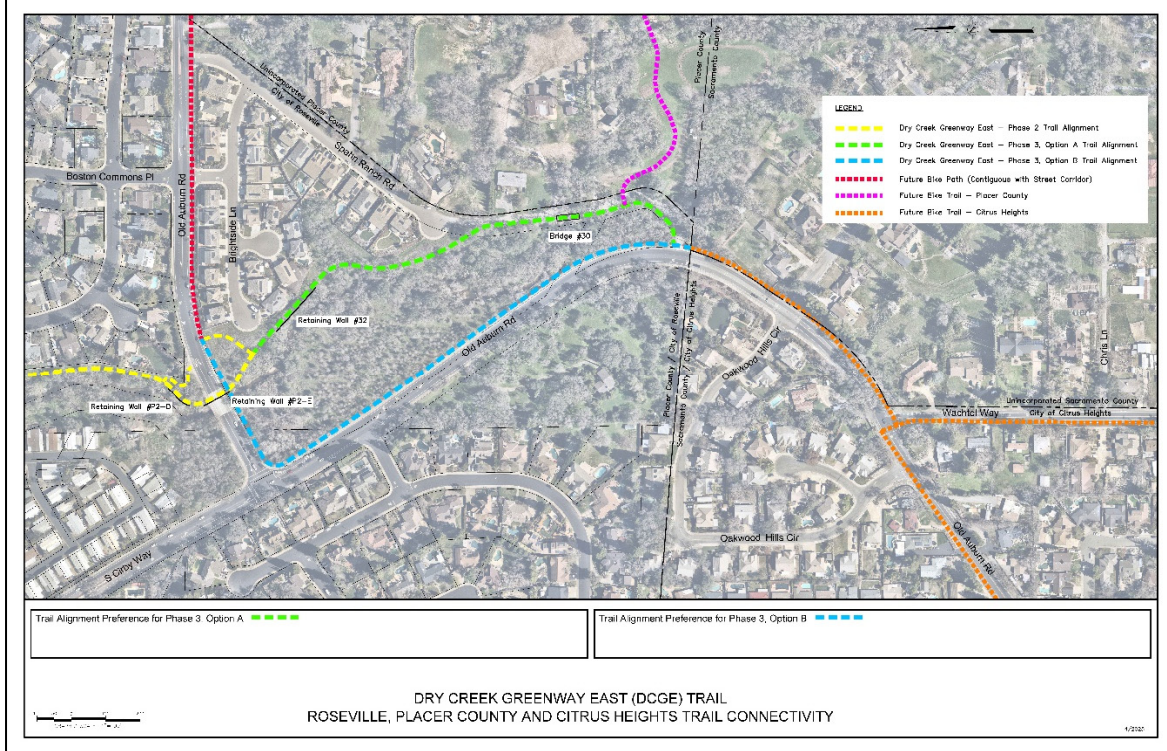 Placer County
Sacramento County
Unincorporated Placer County
City of Roseville
LEGEND
Dry Creek Greenway East – Phase 2 Trail Alignment
Dry Creek Greenway East – Phase 3, Option A Trail Alignment
Dry Creek Greenway East – Phase 3, Option B Trail Alignment
Future Bike Path (Contiguous with Street Corridor)
Future Bike Trail – Placer County
Future Bike Trail – Citrus Heights
Boston Commons Pl
Old Auburn Rd
Brightside Ln
Spahn Ranch Rd
Bridge #30
Retaining Wall #32
Old Auburn Rd
Placer County / City of Roseville
Sacramento County / City of Citrus Heights
Oakwood Hills Cir
Chris Ln
Retaining Wall #P2-D
Retaining Wall #P2-E
Unincorporated Sacramento County
Wachtel Way
City of Citrus Heights
S Cirby Way
Oakwood Hills Cir
Old Auburn Rd
Trail Alignment Preference for Phase 3, Option A
Trail Alignment Preference for Phase 3, Option B
DRY CREEK GREENWAY EAST (DCGE) TRAIL
ROSEVILLE, PLACER COUNTY AND CITRUS HEIGHTS TRAIL CONNECTIVITY